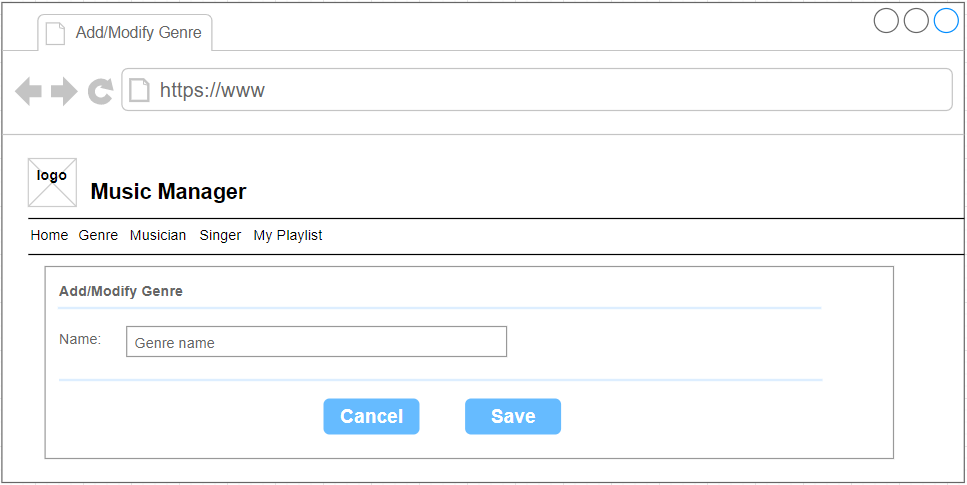 Add/Modify Genre
https://www
logo
Music Manager
Home Genre Musician Singer My Playlist
Add/Modify Genre
Name: Genre name
Cancel Save